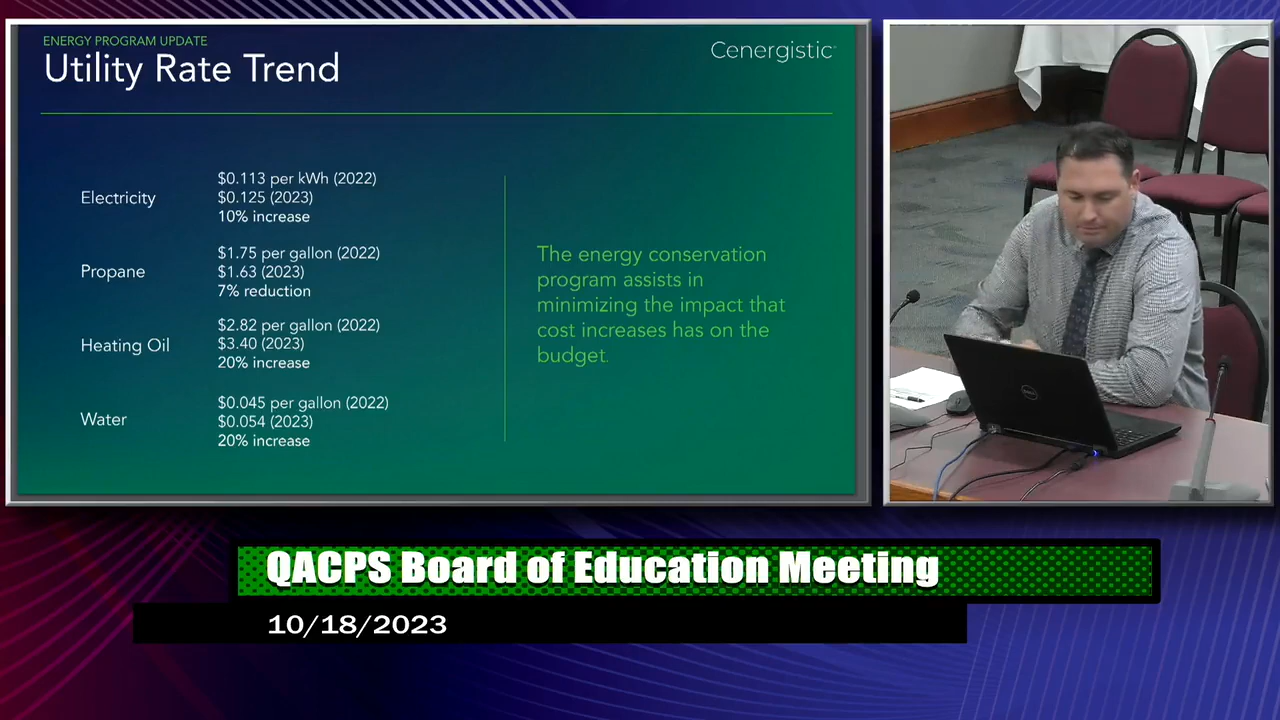 ENERGY PROGRAM UPDATE
Utility Rate Trend
Cenergistic
Electricity
$0.113 per kWh (2022)
$0.125 (2023)
10% increase
Propane
$1.75 per gallon (2022)
$1.63 (2023)
7% reduction
Heating Oil
$2.82 per gallon (2022)
$3.40 (2023)
20% increase
Water
$0.045 per gallon (2022)
$0.054 (2023)
20% increase
The energy conservation
program assists in
minimizing the impact that
cost increases has on the
budget.
DELL
QACPS Board of Education Meeting
10/18/2023